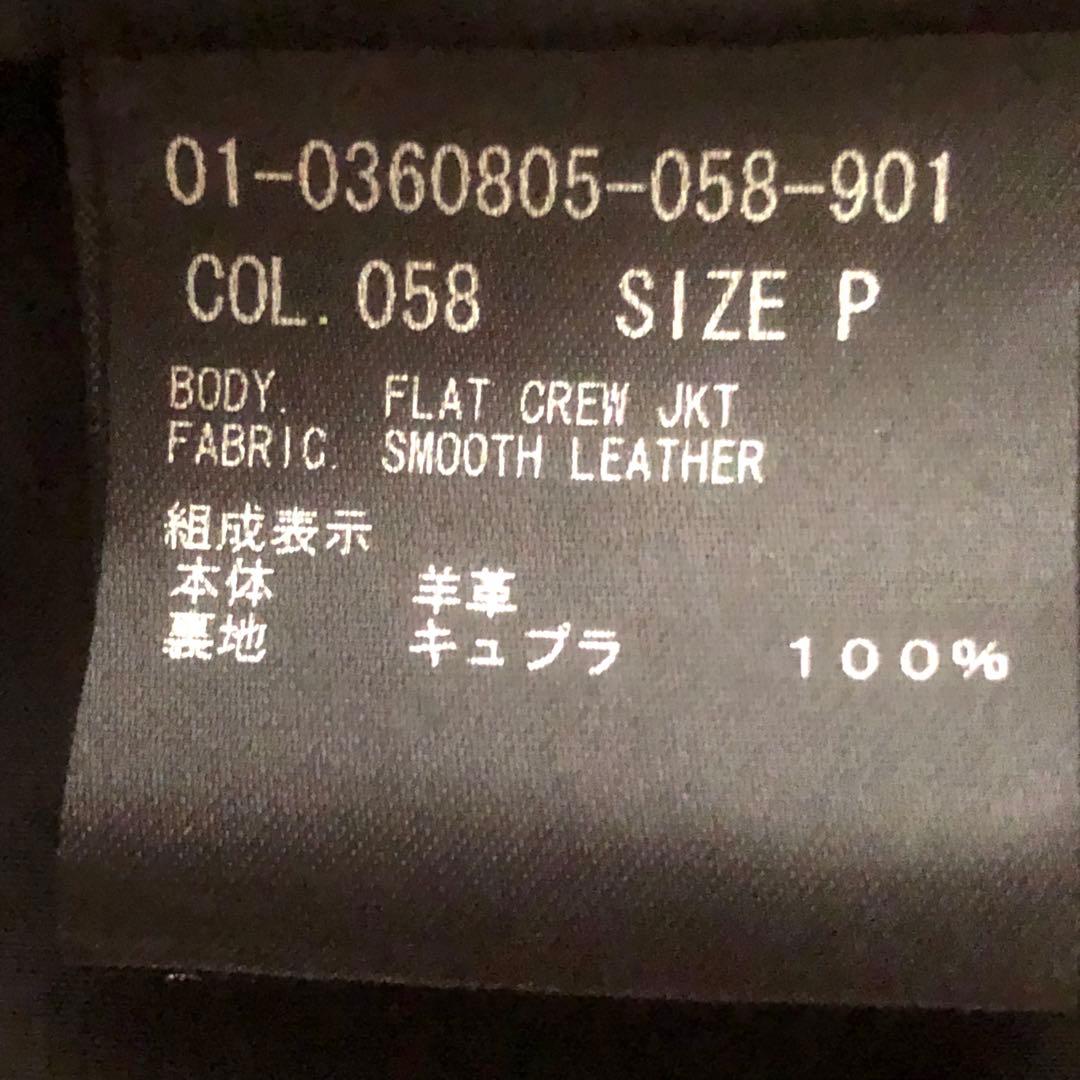 01-0360805-058-901
COL. 058 SIZE P
BODY. FLAT CREW JKT
FABRIC. SMOOTH LEATHER
組成表示
本体 羊革
裏地 キュプラ 100%